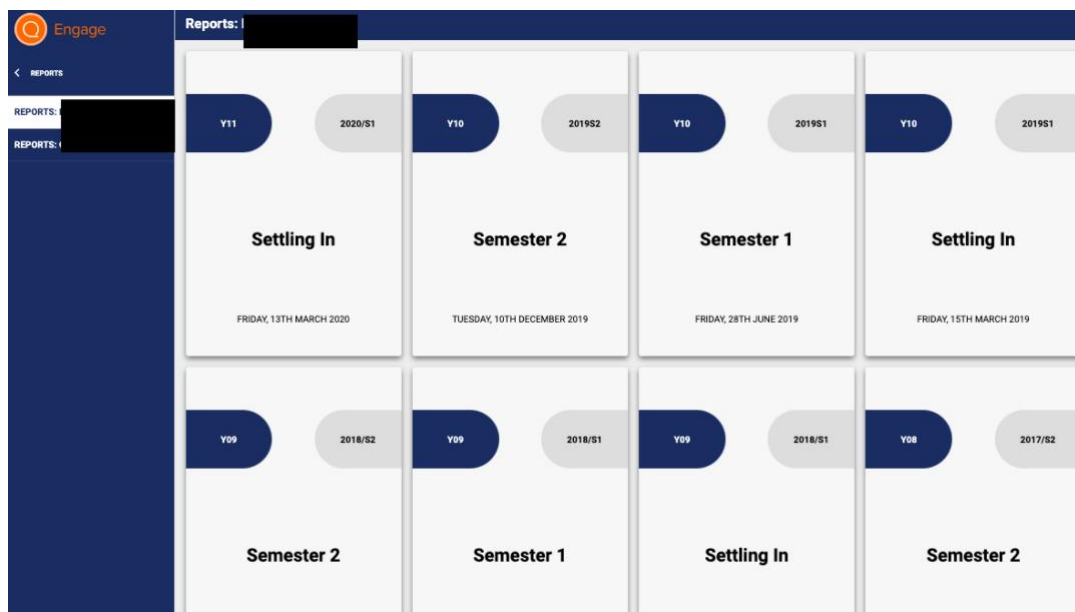 Engage
REPORTS
REPORTS:
REPORTS:
Reports:
Y11 2020/S1
Settling In
FRIDAY, 13TH MARCH 2020
Y10 2019S2
Semester 2
TUESDAY, 10TH DECEMBER 2019
Y10 2019S1
Semester 1
FRIDAY, 28TH JUNE 2019
Y10 2019S1
Settling In
FRIDAY, 15TH MARCH 2019
Y09 2018/S2
Semester 2
Y09 2018/S1
Semester 1
Y09 2018/S1
Settling In
Y08 2017/S2
Semester 2